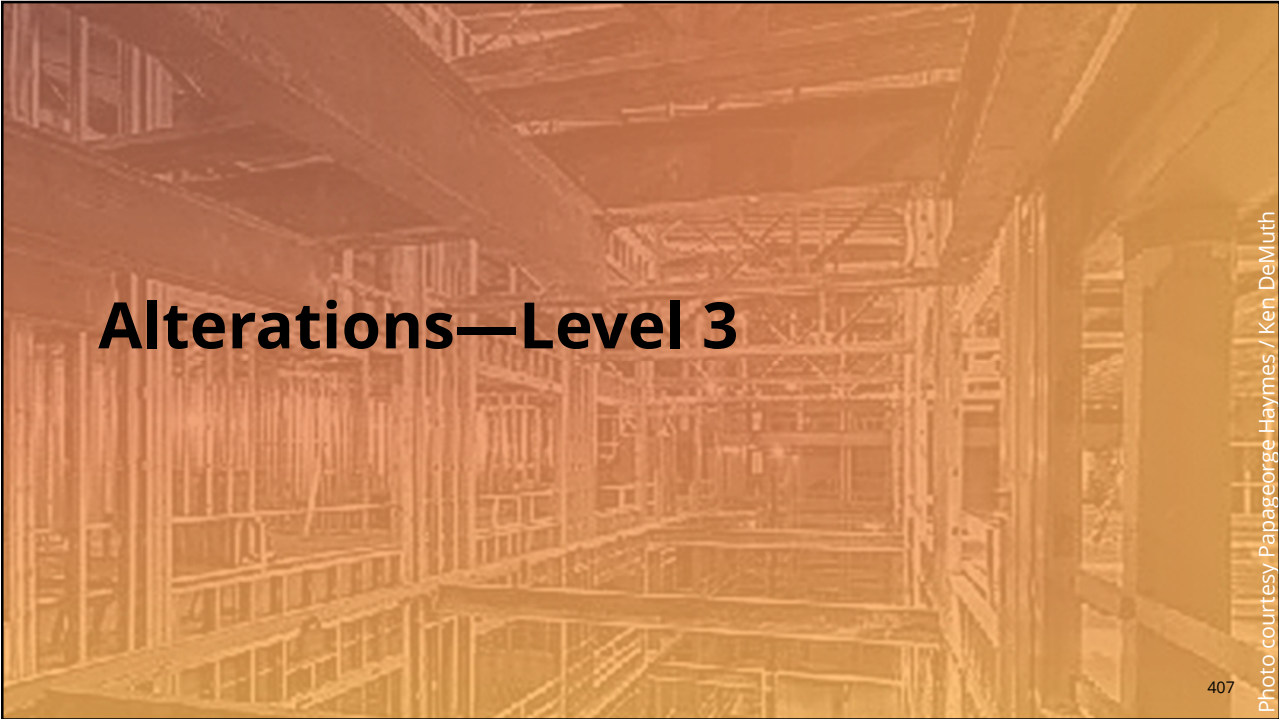 Alterations—Level 3
Photo courtesy Papageorge Haymes / Ken DeMuth
407